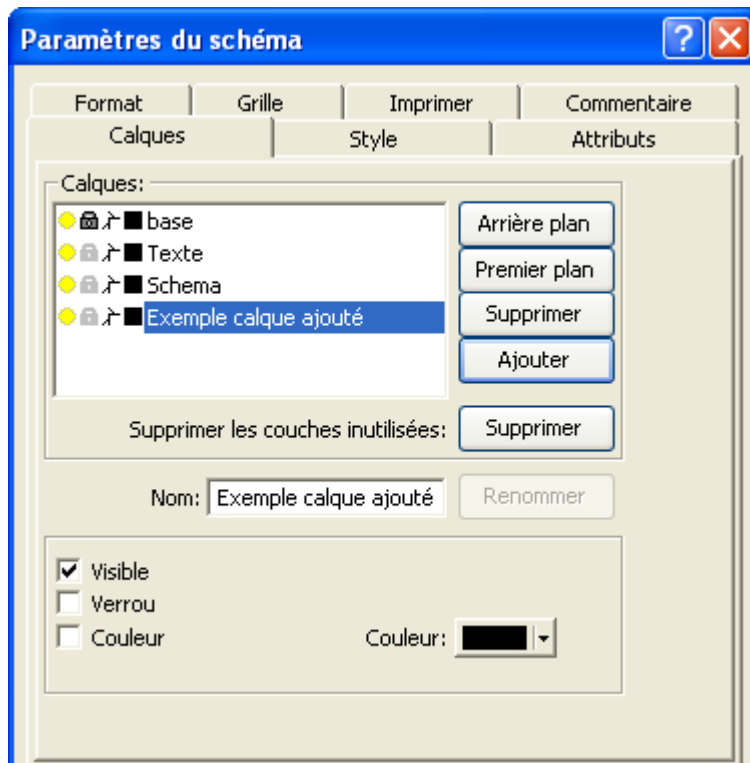 Paramètres du schéma
Format Grille Imprimer Commentaire
Calques Style Attributs
Calques:
base
Texte
Schema
Exemple calque ajouté
Arrière plan
Premier plan
Supprimer
Ajouter
Supprimer les couches inutilisées: Supprimer
Nom: Exemple calque ajouté Renommer
Visible
Verrou
Couleur Couleur: